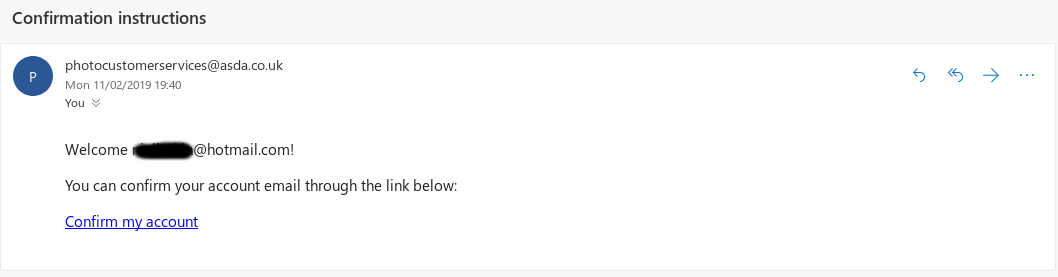 Confirmation instructions
P
photocustomerservices@asda.co.uk
Mon 11/02/2019 19:40
You
Welcome @hotmail.com!
You can confirm your account email through the link below:
Confirm my account